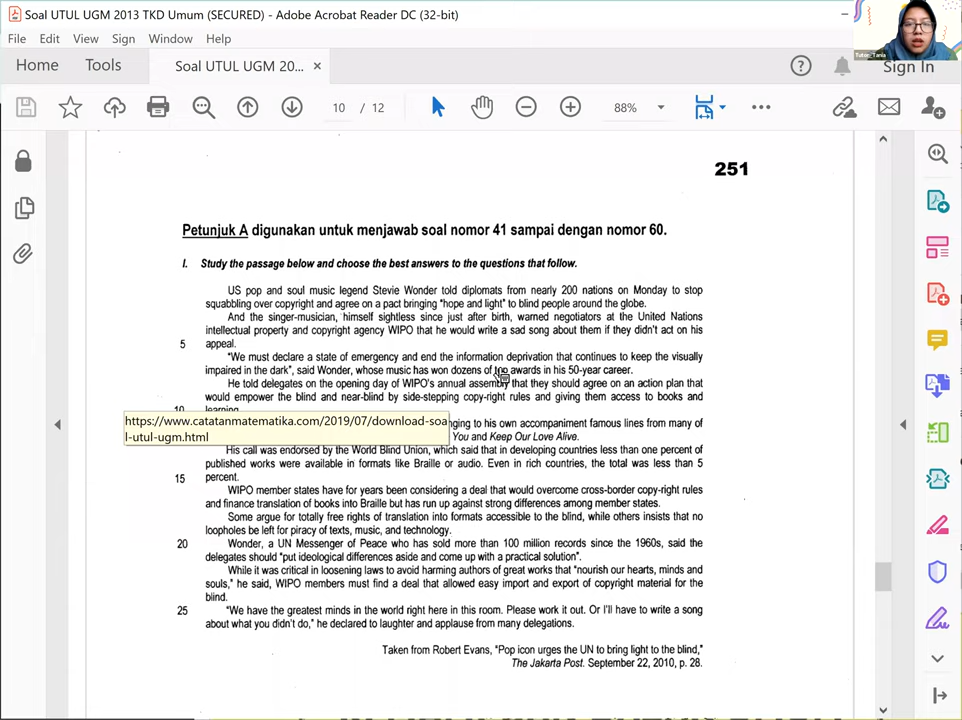 Soal UTUL UGM 2013 TKD Umum (SECURED) - Adobe Acrobat Reader DC (32-bit)
File Edit View Sign Window Help
Tutor_Tania
Home Tools Soal UTUL UGM 20... × Sign In
10 / 12 88%
251
Petunjuk A digunakan untuk menjawab soal nomor 41 sampai dengan nomor 60.
I. Study the passage below and choose the best answers to the questions that follow.
US pop and soul music legend Stevie Wonder told diplomats from nearly 200 nations on Monday to stop
squabbling over copyright and agree on a pact bringing "hope and light" to blind people around the globe.
And the singer-musician, himself sightless since just after birth, warned negotiators at the United Nations
intellectual property and copyright agency WIPO that he would write a sad song about them if they didn't act on his
5 appeal.
"We must declare a state of emergency and end the information deprivation that continues to keep the visually
impaired in the dark", said Wonder, whose music has won dozens of top awards in his 50-year career.
He told delegates on the opening day of WIPO's annual assembly that they should agree on an action plan that
would empower the blind and near-blind by side-stepping copy-right rules and giving them access to books and
10 learning.
https://www.catatanmatematika.com/2019/07/download-soa
l-utul-ugm.html
nging to his own accompaniment famous lines from many of
You and Keep Our Love Alive.
His call was endorsed by the World Blind Union, which said that in developing countries less than one percent of
published works were available in formats like Braille or audio. Even in rich countries, the total was less than 5
15 percent.
WIPO member states have for years been considering a deal that would overcome cross-border copy-right rules
and finance translation of books into Braille but has run up against strong differences among member states.
Some argue for totally free rights of translation into formats accessible to the blind, while others insists that no
loopholes be left for piracy of texts, music, and technology.
20 Wonder, a UN Messenger of Peace who has sold more than 100 million records since the 1960s, said the
delegates should "put ideological differences aside and come up with a practical solution".
While it was critical in loosening laws to avoid harming authors of great works that "nourish our hearts, minds and
souls," he said, WIPO members must find a deal that allowed easy import and export of copyright material for the
blind.
25 "We have the greatest minds in the world right here in this room. Please work it out. Or I'll have to write a song
about what you didn't do," he declared to laughter and applause from many delegations.
Taken from Robert Evans, "Pop icon urges the UN to bring light to the blind,"
The Jakarta Post. September 22, 2010, p. 28.